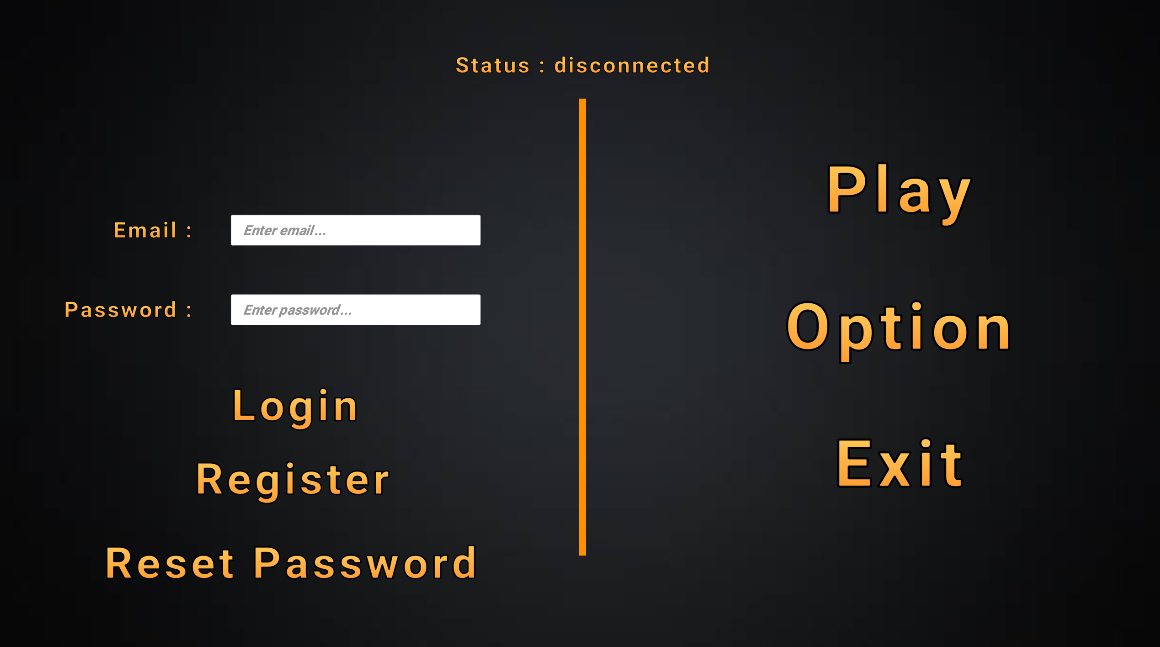 Status : disconnected
Email :
Enter email...
Password :
Enter password...
Login
Register
Reset Password
Play
Option
Exit